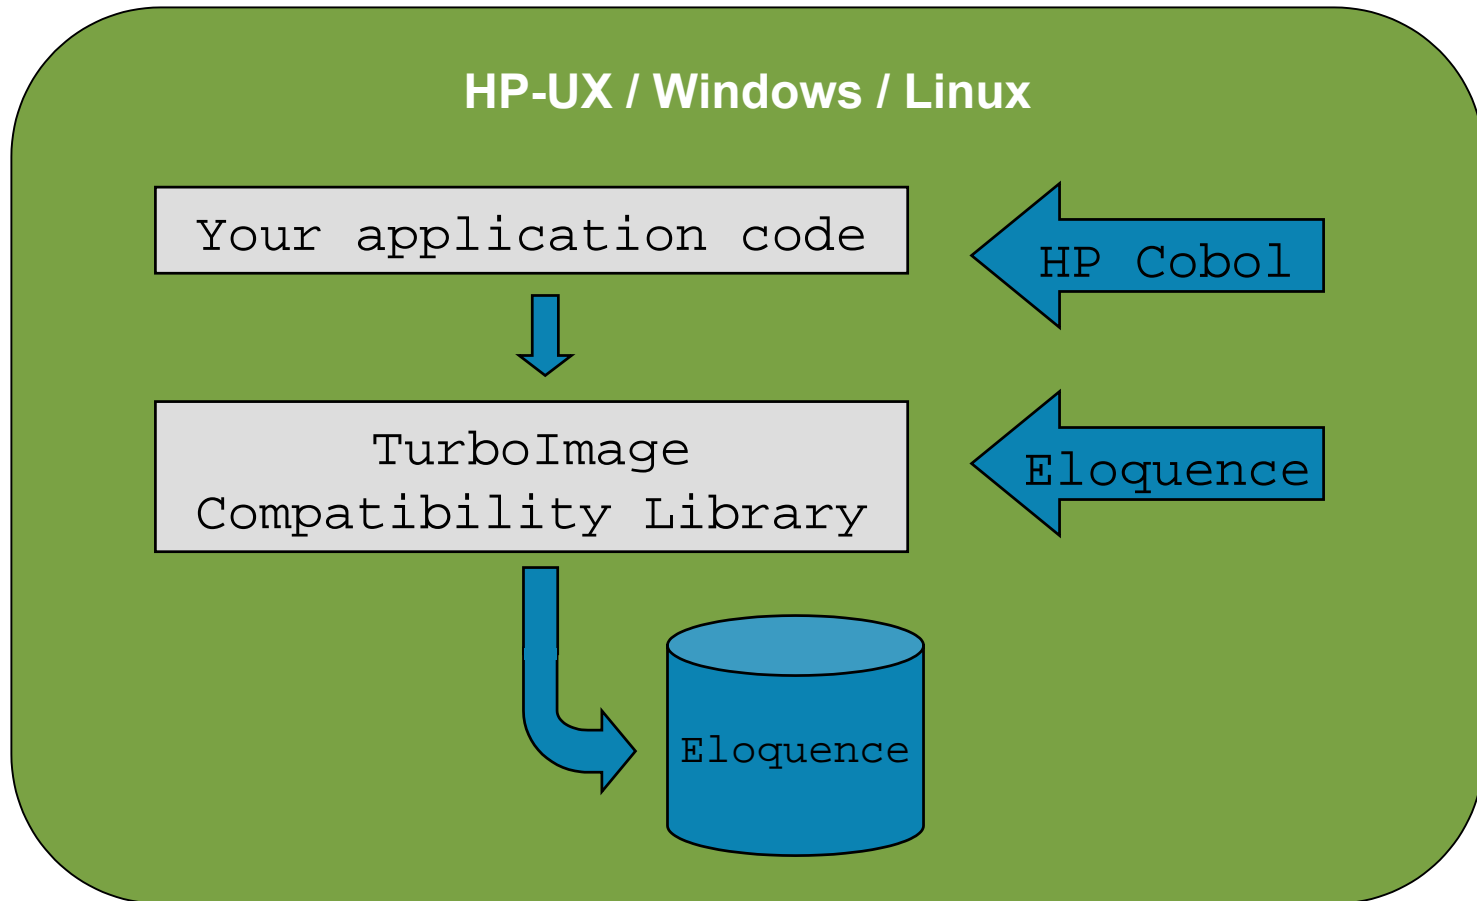 HP-UX / Windows / Linux
Your application code
HP Cobol
TurboImage
Compatibility Library
Eloquence
Eloquence